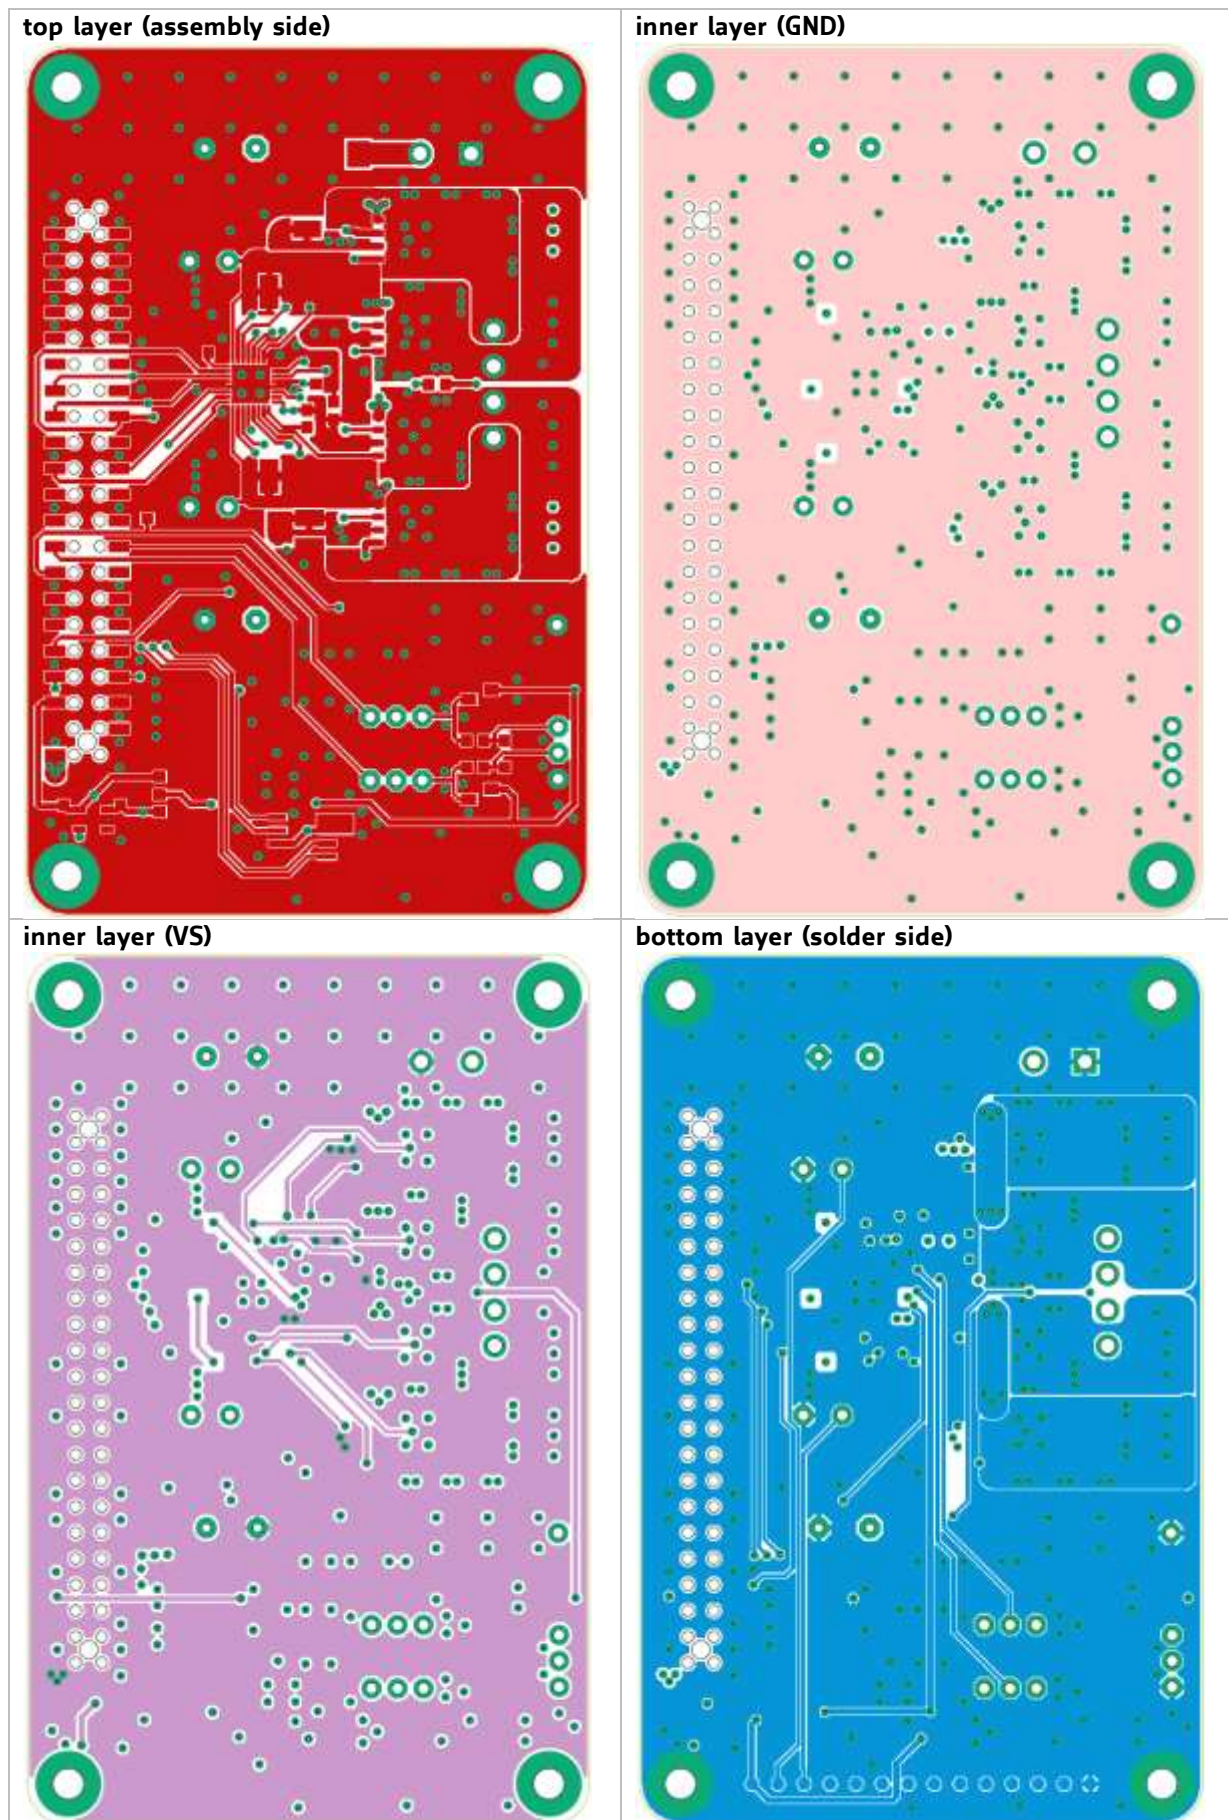 top layer (assembly side)
inner layer (GND)
inner layer (VS)
bottom layer (solder side)